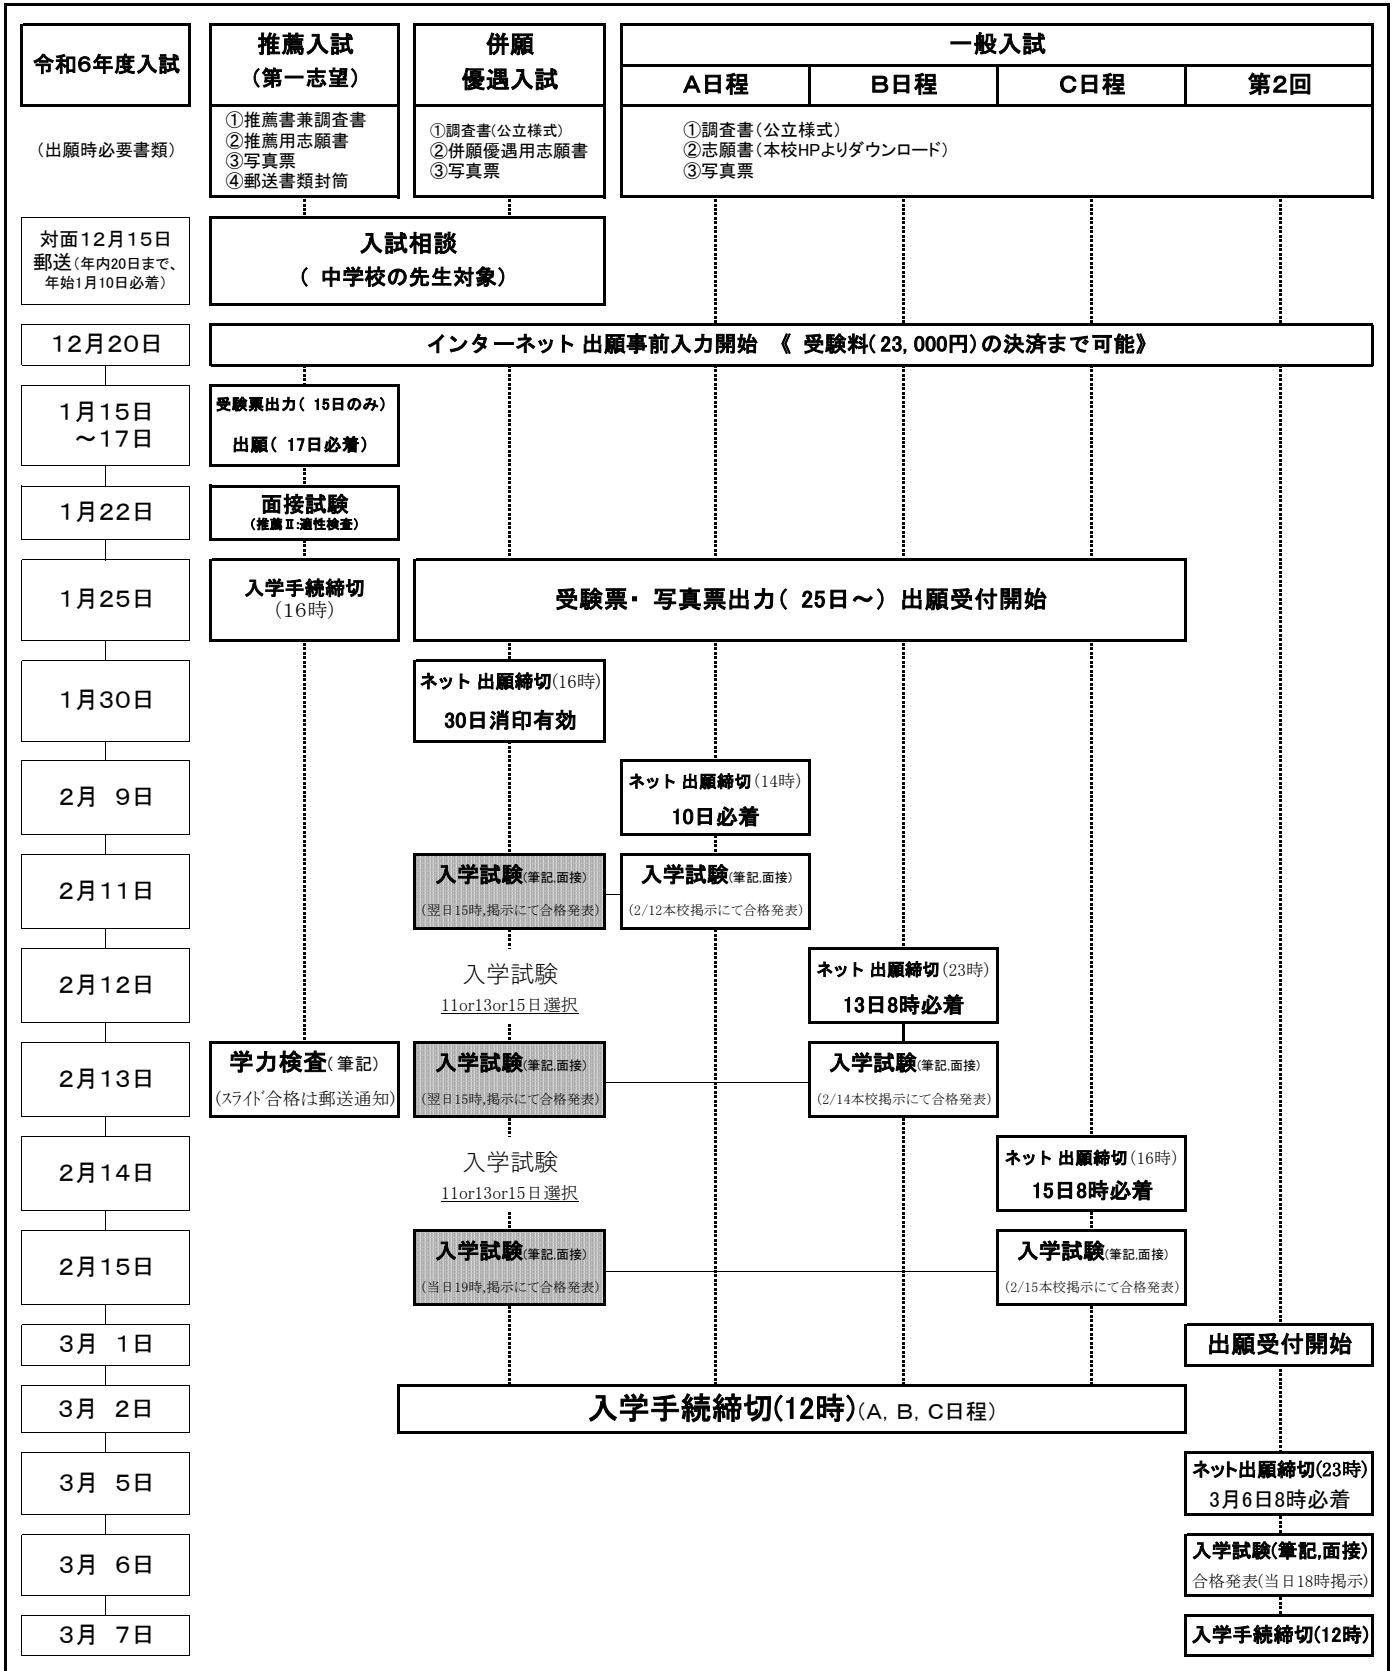 令和6年度入試
推薦入試
(第一志望)
併願
優遇入試
一般入試
A日程
B日程
C日程
第2回
(出願時必要書類)
①推薦書兼調査書
②推薦用志願書
③写真票
④郵送書類封筒
①調査書(公立様式)
②併願優遇用志願書
③写真票
①調査書(公立様式)
②志願書(本校HPよりダウンロード)
③写真票
対面12月15日
郵送(年内20日まで、
年始1月10日必着)
入試相談
( 中学校の先生対象)
12月20日
インターネット 出願事前入力開始 《 受験料(23,000円)の決済まで可能》
1月15日
～17日
受験票出力( 15日のみ)
出願( 17日必着)
1月22日
面接試験
(推薦Ⅱ:適性検査)
1月25日
入学手続締切
(16時)
受験票・ 写真票出力( 25日～) 出願受付開始
1月30日
ネット 出願締切(16時)
30日消印有効
2月 9日
ネット 出願締切(14時)
10日必着
2月11日
入学試験(筆記,面接)
(翌日15時,掲示にて合格発表)
入学試験(筆記,面接)
(2/12本校掲示にて合格発表)
2月12日
入学試験
11or13or15日選択
ネット 出願締切(23時)
13日8時必着
2月13日
学力検査(筆記)
(スライド合格は郵送通知)
入学試験(筆記,面接)
(翌日15時,掲示にて合格発表)
入学試験(筆記,面接)
(2/14本校掲示にて合格発表)
2月14日
入学試験
11or13or15日選択
ネット 出願締切(16時)
15日8時必着
2月15日
入学試験(筆記,面接)
(当日19時,掲示にて合格発表)
入学試験(筆記,面接)
(2/15本校掲示にて合格発表)
3月 1日
出願受付開始
3月 2日
入学手続締切(12時)(A, B, C日程)
3月 5日
ネット出願締切(23時)
3月6日8時必着
3月 6日
入学試験(筆記,面接)
合格発表(当日18時掲示)
3月 7日
入学手続締切(12時)